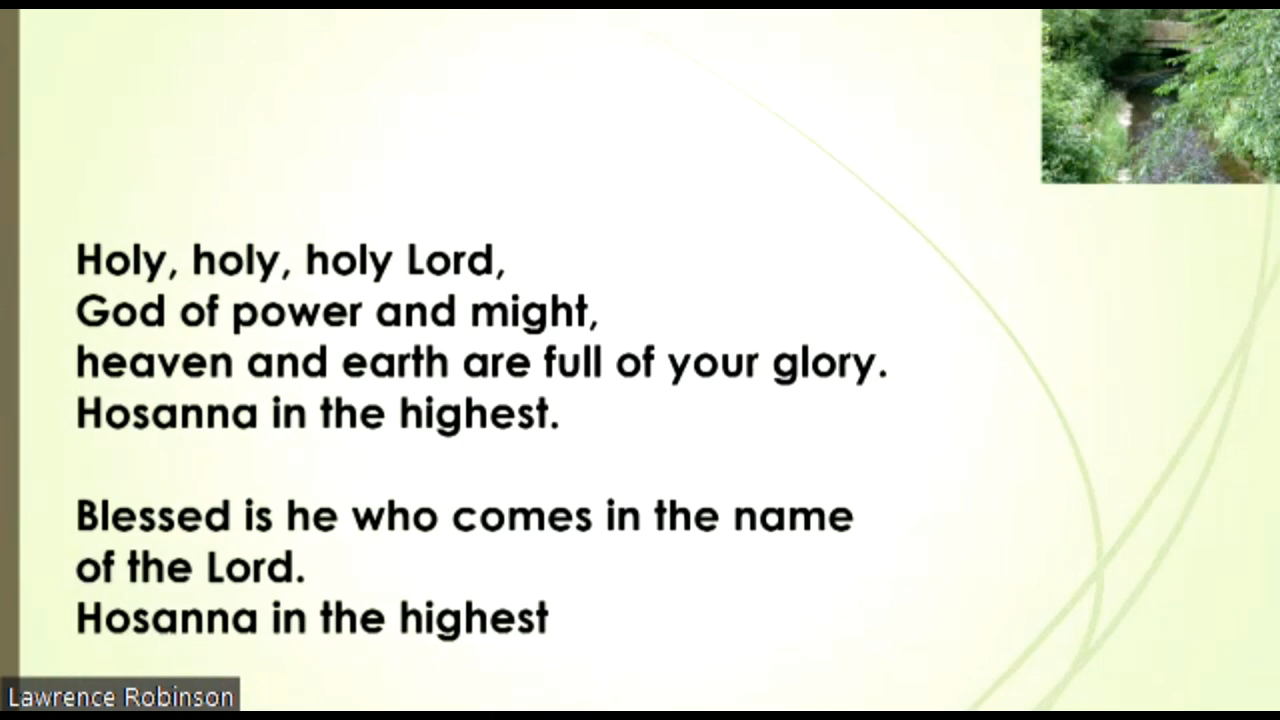 Holy, holy, holy Lord,
God of power and might,
heaven and earth are full of your glory.
Hosanna in the highest.
Blessed is he who comes in the name
of the Lord.
Hosanna in the highest
Lawrence Robinson